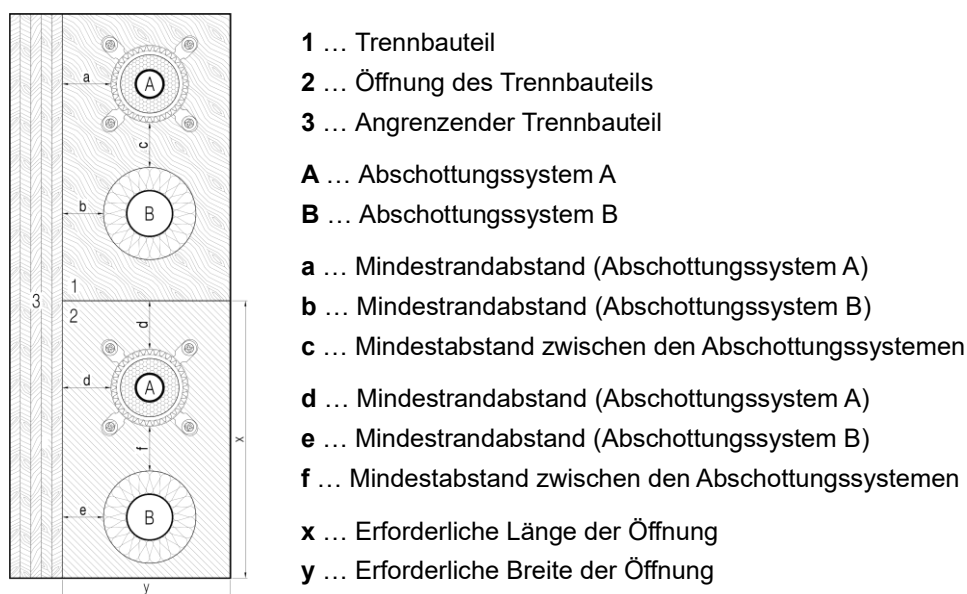 a
A
c
b
B
1
3
2
d
d
A
f
x
e
B
y
1 … Trennbauteil
2 … Öffnung des Trennbauteils
3 … Angrenzender Trennbauteil
A … Abschottungssystem A
B … Abschottungssystem B
a … Mindestrandabstand (Abschottungssystem A)
b … Mindestrandabstand (Abschottungssystem B)
c … Mindestabstand zwischen den Abschottungssystemen
d … Mindestrandabstand (Abschottungssystem A)
e … Mindestrandabstand (Abschottungssystem B)
f … Mindestabstand zwischen den Abschottungssystemen
x … Erforderliche Länge der Öffnung
y … Erforderliche Breite der Öffnung